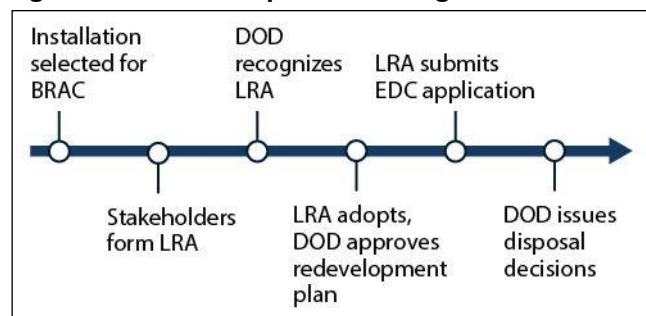 Installation
selected for
BRAC
Stakeholders
form LRA
DOD
recognizes
LRA
LRA adopts,
DOD approves
redevelopment
plan
LRA submits
EDC application
DOD issues
disposal
decisions